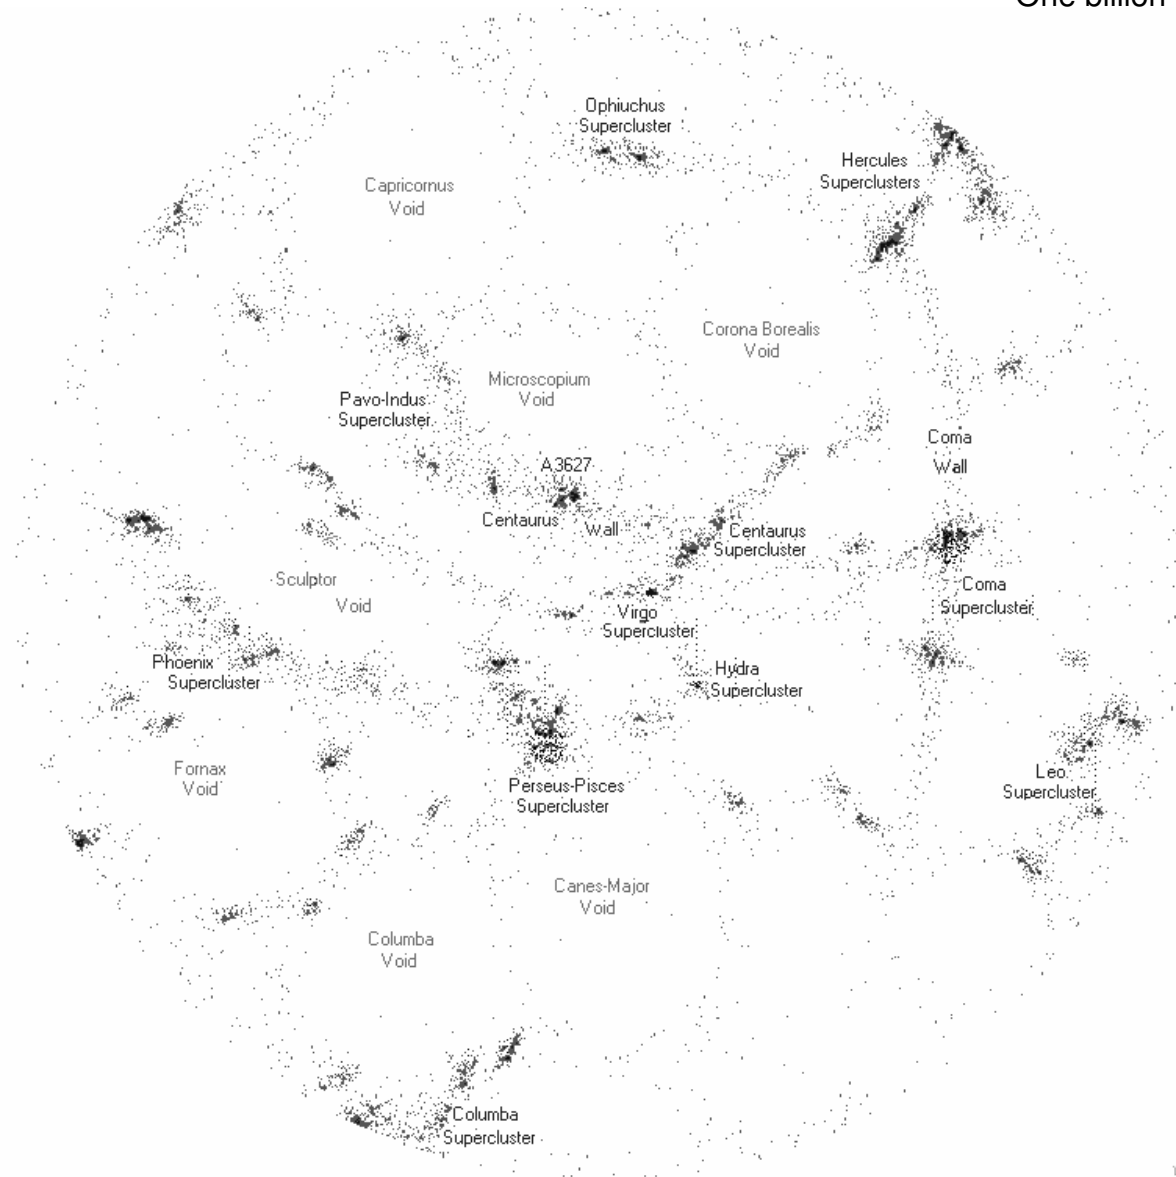 One billion
Ophiuchus
Supercluster
Hercules
Superclusters
Capricornus
Void
Corona Borealis
Void
Microscopium
Void
Pavo-Indus
Supercluster
Coma
Wall
A3627
Centaurus
Wall
Centaurus
Supercluster
Sculptor
Void
Coma
Supercluster
Virgo
Supercluster
Phoenix
Supercluster
Hydra
Supercluster
Fornax
Void
Perseus-Pisces
Supercluster
Leo
Supercluster
Canes-Major
Void
Columba
Void
Columba
Supercluster